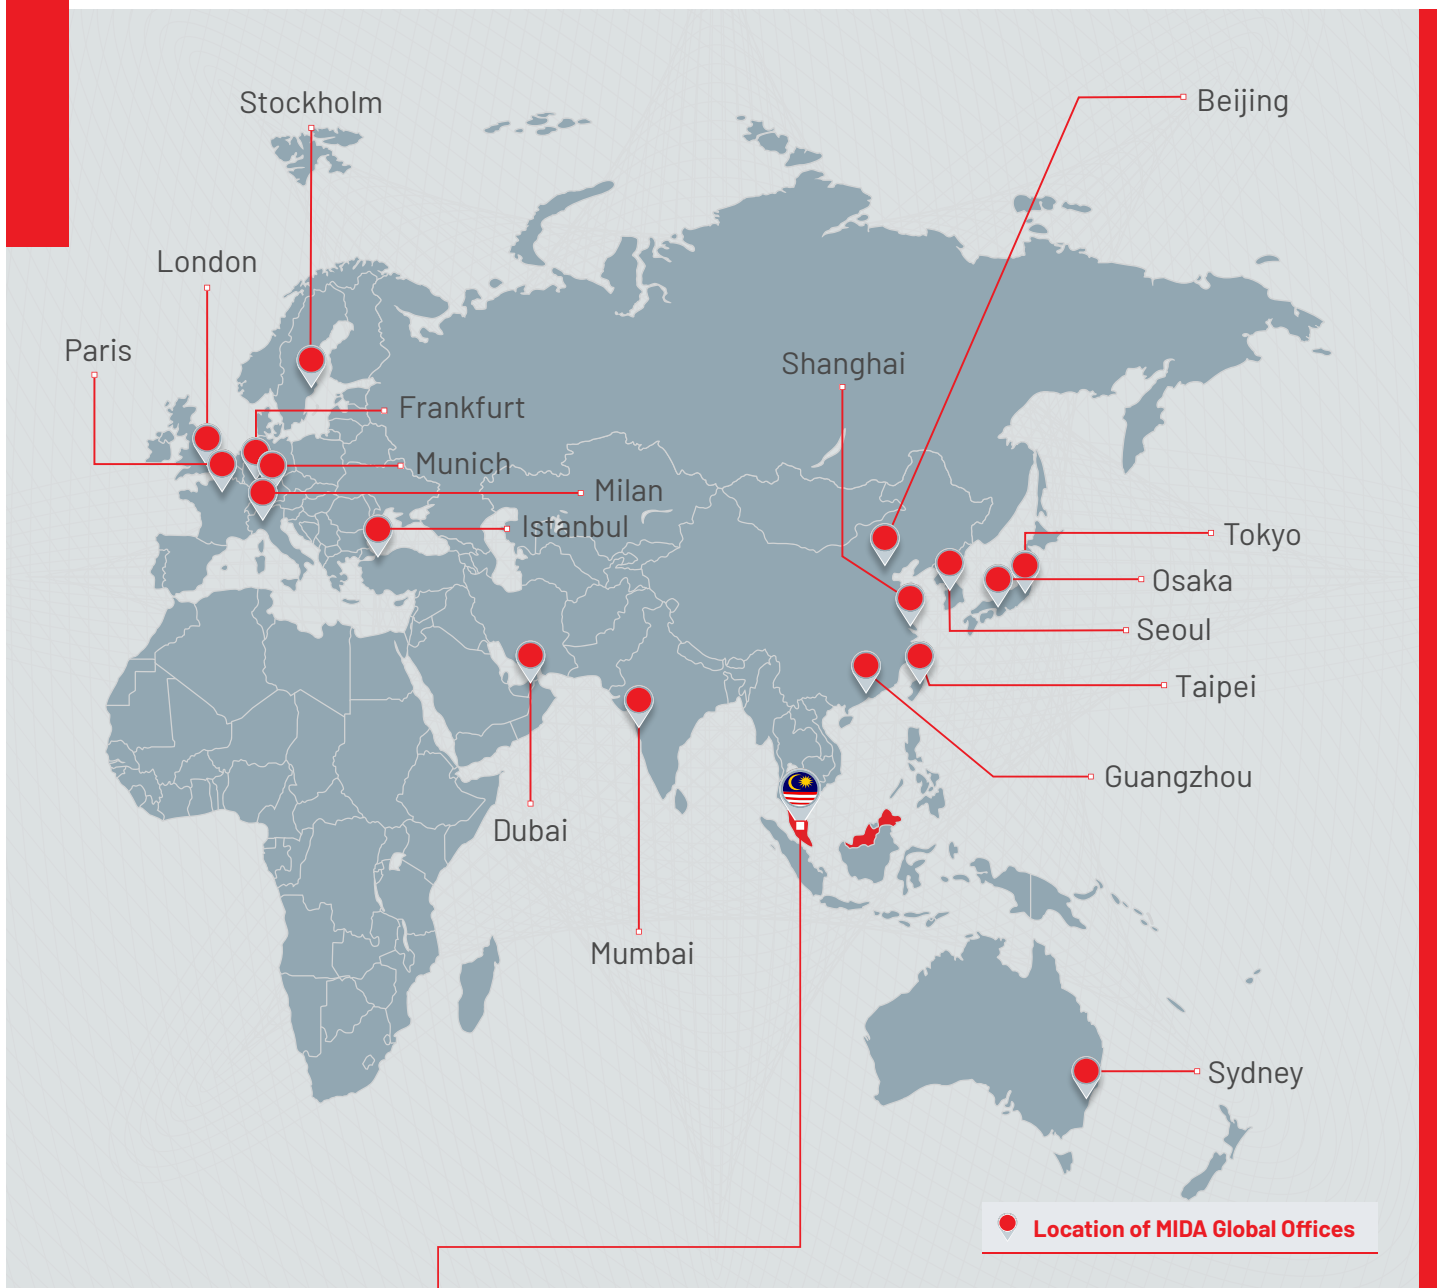 Stockholm
Beijing
London
Paris
Shanghai
Frankfurt
Munich
Milan
Istanbul
Tokyo
Osaka
Seoul
Taipei
Guangzhou
Dubai
Mumbai
Sydney
Location of MIDA Global Offices